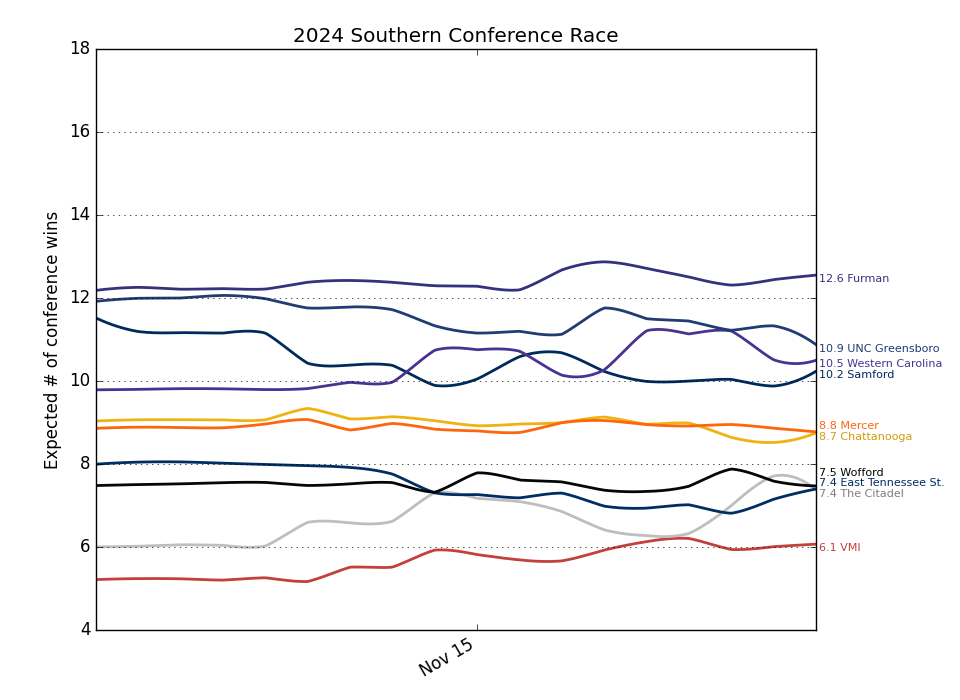 2024 Southern Conference Race
Expected # of conference wins
18
16
14
12
10
8
6
4
Nov 15
12.6 Furman
10.9 UNC Greensboro
10.5 Western Carolina
10.2 Samford
8.8 Mercer
8.7 Chattanooga
7.5 Wofford
7.4 East Tennessee St.
7.4 The Citadel
6.1 VMI